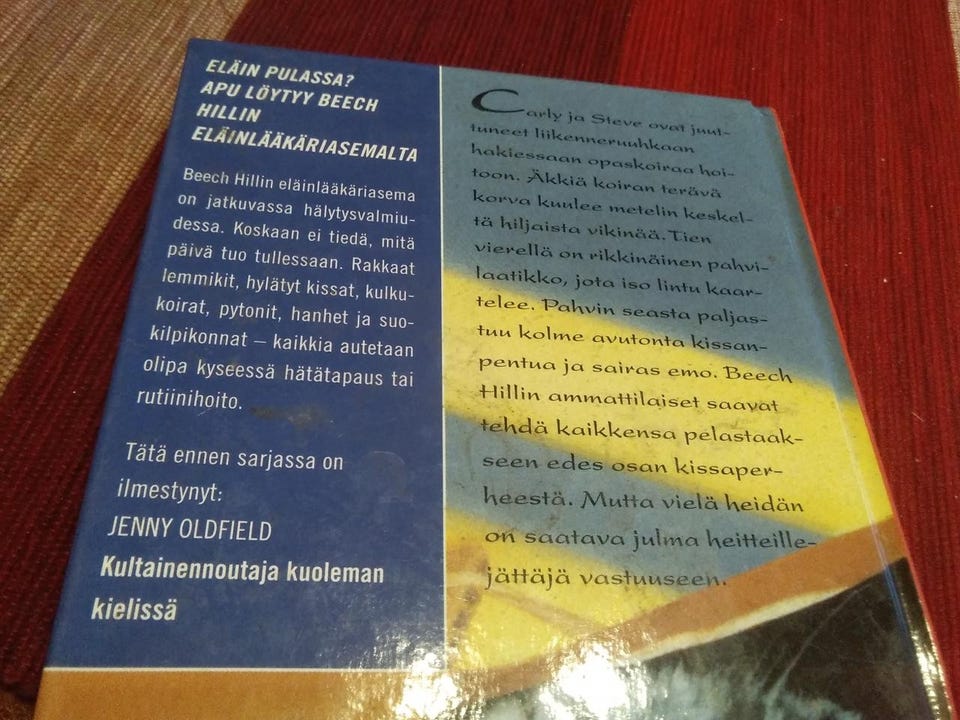 ELÄIN PULASSA?
APU LÖYTYY BEECH
HILLIN
ELÄINLÄÄKÄRIASEMALTA
Beech Hillin eläinlääkäriasema
on jatkuvassa hälytysvalmiu-
dessa. Koskaan ei tiedä, mitä
päivä tuo tullessaan. Rakkaat
lemmikit, hylätyt kissat, kulku-
koirat, pytonit, hanhet ja suo-
kilpikonnat – kaikkia autetaan
olipa kyseessä hätätapaus tai
rutiinihoito.
Tätä ennen sarjassa on
ilmestynyt:
JENNY OLDFIELD
Kultainennoutaja kuoleman
kielissä
Carly ja Steve ovat juut-
tuneet liikenneruuhkaan
hakiessaan opaskoiraa hoi-
toon. Äkkiä koiran terävä
korva kuulee metelin keskel-
tä hiljaista vikinää. Tien
vierellä on rikkinäinen pahvi-
laatikko, jota iso lintu kaar-
telee. Pahvin seasta paljas-
tuu kolme avutonta kissan-
pentua ja sairas emo. Beech
Hillin ammattilaiset saavat
tehdä kaikkensa pelastaak-
seen edes osan kissaper-
heestä. Mutta vielä heidän
on saatava julma heitteille-
jättäjä vastuuseen.